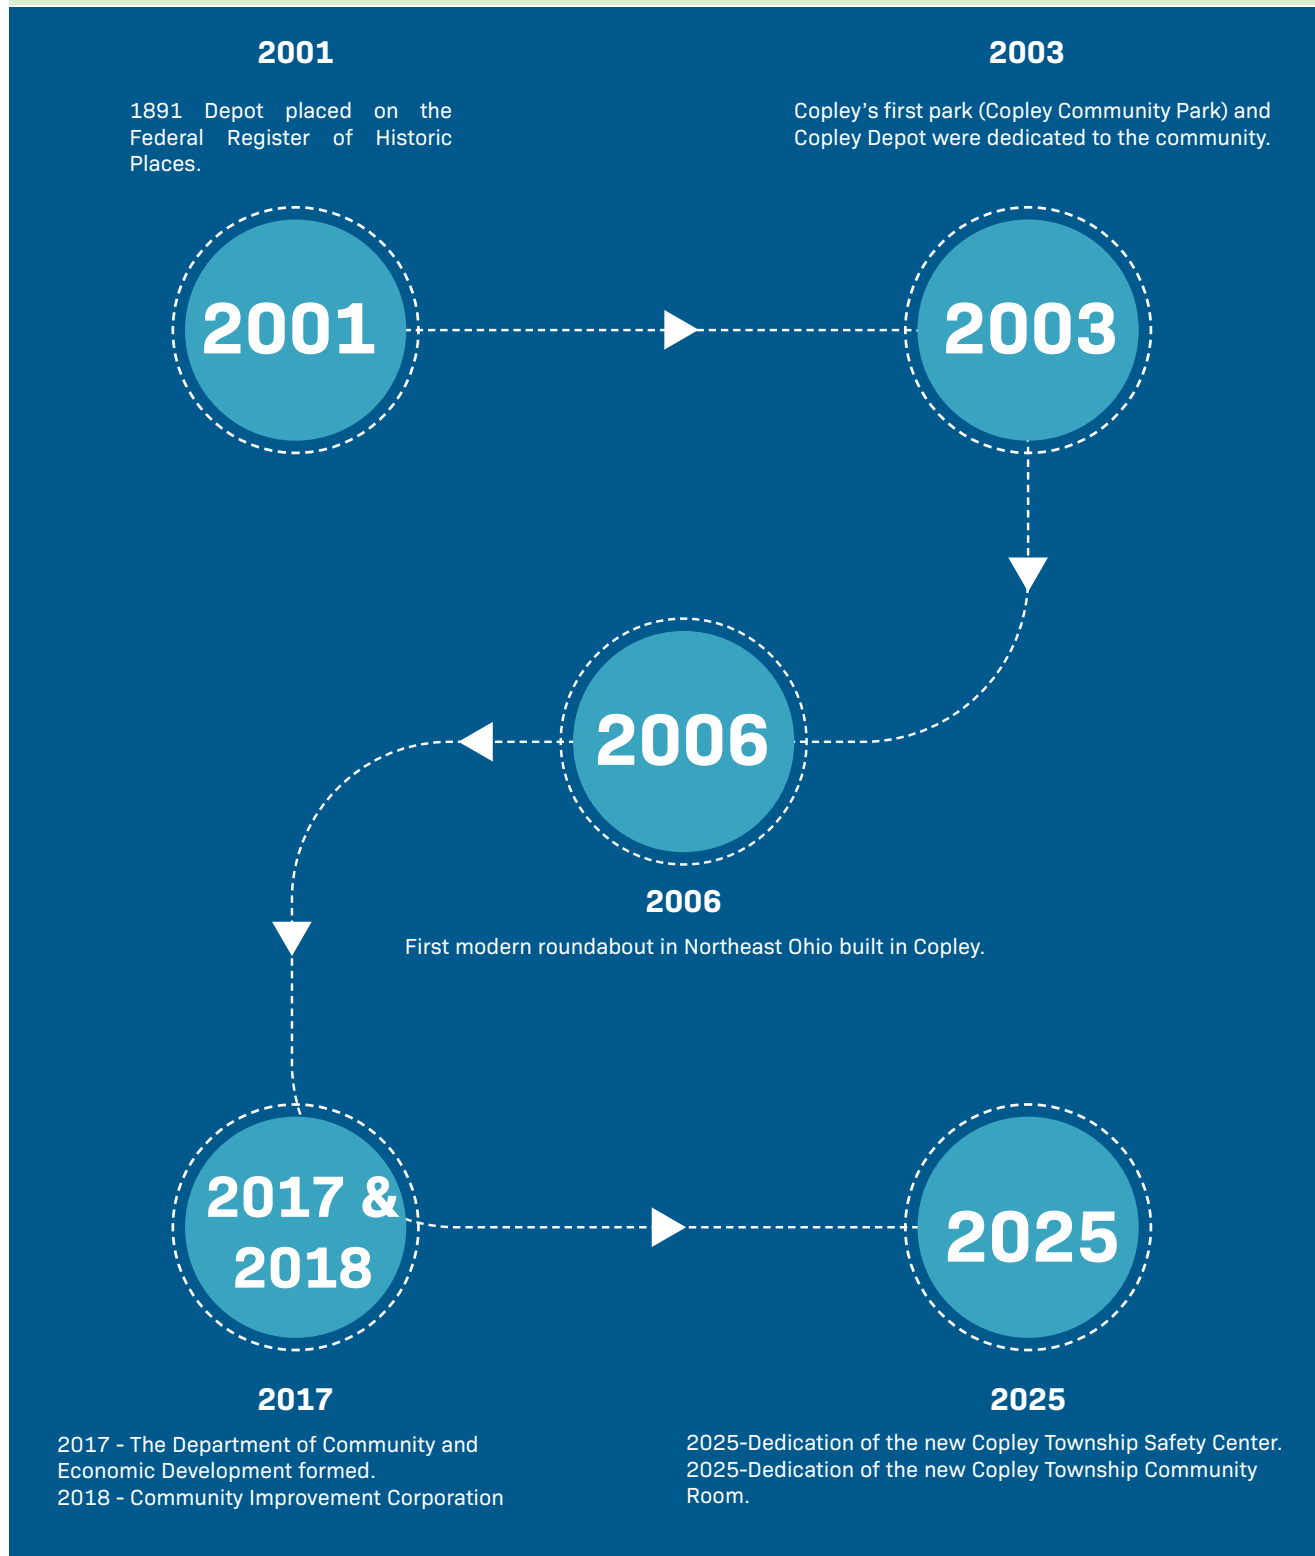 2001
1891 Depot placed on the
Federal Register of Historic
Places.
2003
Copley's first park (Copley Community Park) and
Copley Depot were dedicated to the community.
2001
2003
2006
2006
First modern roundabout in Northeast Ohio built in Copley.
2017 &
2018
2025
2017
2017 - The Department of Community and
Economic Development formed.
2018 - Community Improvement Corporation
2025
2025-Dedication of the new Copley Township Safety Center.
2025-Dedication of the new Copley Township Community
Room.